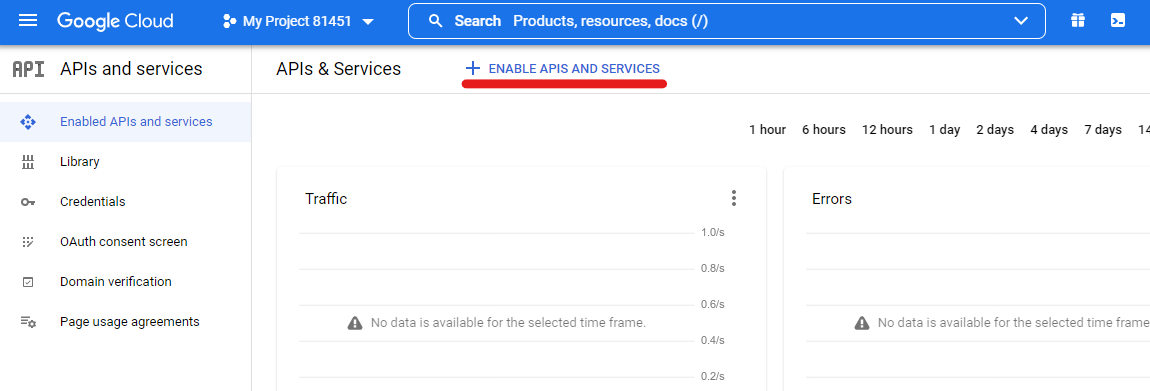 Google Cloud
My Project 81451
Search Products, resources, docs (/)
API APIs and services
APIs & Services
ENABLE APIS AND SERVICES
Enabled APIs and services
Library
Credentials
OAuth consent screen
Domain verification
Page usage agreements
1 hour 6 hours 12 hours 1 day 2 days 4 days 7 days 14
Traffic
1.0/s
0.8/s
0.6/s
No data is available for the selected time frame.
0.4/s
0.2/s
Errors
No data is available for the selected time frame